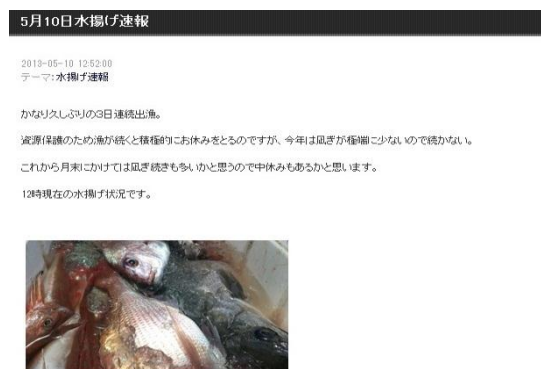 5月10日水揚げ速報
2013-05-10 12:52:00
テーマ:水揚げ速報
かなり久しぶりの3日連続出漁。
資源保護のため漁が続くと積極的にお休みをとるのですが、今年は凪ぎが極端に少ないので続かない。
これから月末にかけては凪ぎ続きも多いかと思うので中休みもあるかと思います。
12時現在の水揚げ状況です。